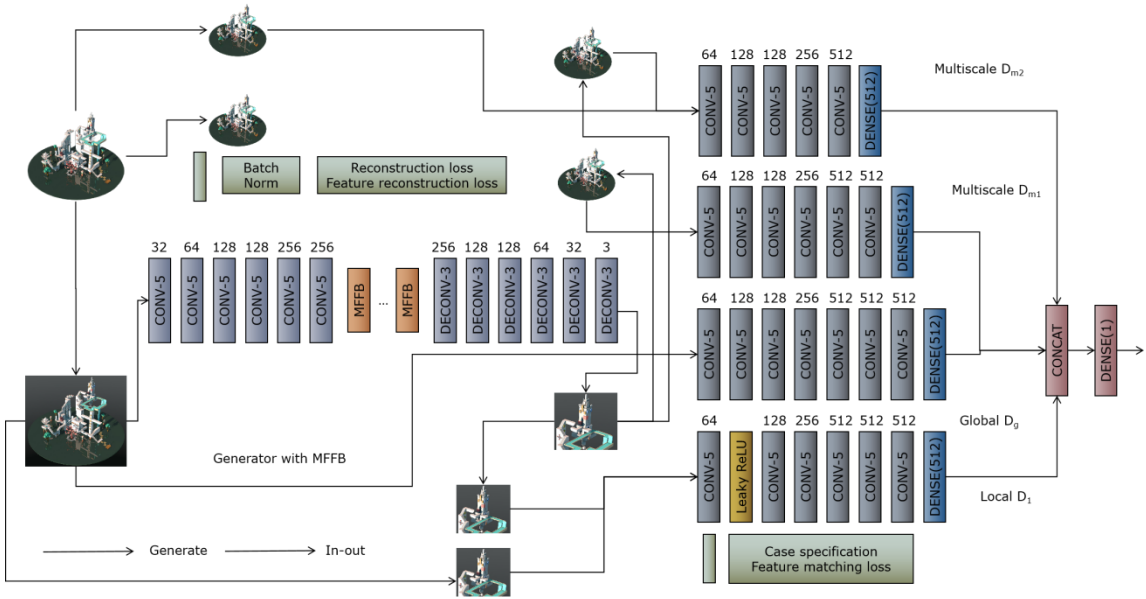 64 128 128 256 512
CONV-5 CONV-5 CONV-5 CONV-5 CONV-5 DENSE(512)
Multiscale Dm2
Batch
Norm
Reconstruction loss
Feature reconstruction loss
64 128 128 256 512 512
CONV-5 CONV-5 CONV-5 CONV-5 CONV-5 CONV-5 DENSE(512)
Multiscale Dm1
32 64 128 128 256 256
CONV-5 CONV-5 CONV-5 CONV-5 CONV-5 CONV-5
MFFB ... MFFB
256 128 128 64 32 3
DECONV-3 DECONV-3 DECONV-3 DECONV-3 DECONV-3 DECONV-3
64 128 128 256 512 512 512
CONV-5 CONV-5 CONV-5 CONV-5 CONV-5 CONV-5 CONV-5 DENSE(512)
CONCAT
DENSE(1)
Global Dg
Generator with MFFB
64 128 256 512 512 512
CONV-5 Leaky ReLU CONV-5 CONV-5 CONV-5 CONV-5 CONV-5 DENSE(512)
Local D1
Generate
In-out
Case specification
Feature matching loss